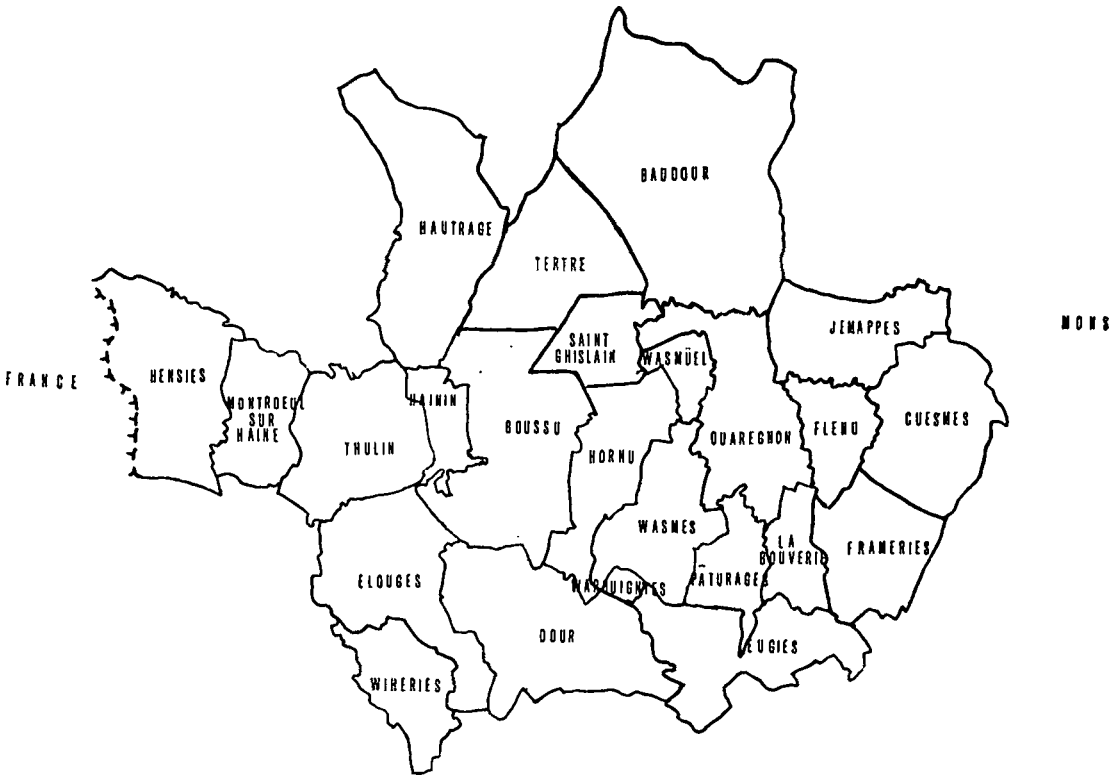 BAUDOUR
HAUTRAGE
TERTRE
JEMAPPES
MONS
SAINT
GHISLAIN
WASMÜEL
FRANCE
HENSIES
MONTROEUL
SUR
HAINE
HAININ
THULIN
BOUSSU
HORNU
QUAREGNON
FLENU
CUESMES
WASMES
LA
BOUVERIE
FRAMERIES
ELOUGES
WARQUIGNIES
PÂTURAGES
DOUR
EUGIES
WIHERIES